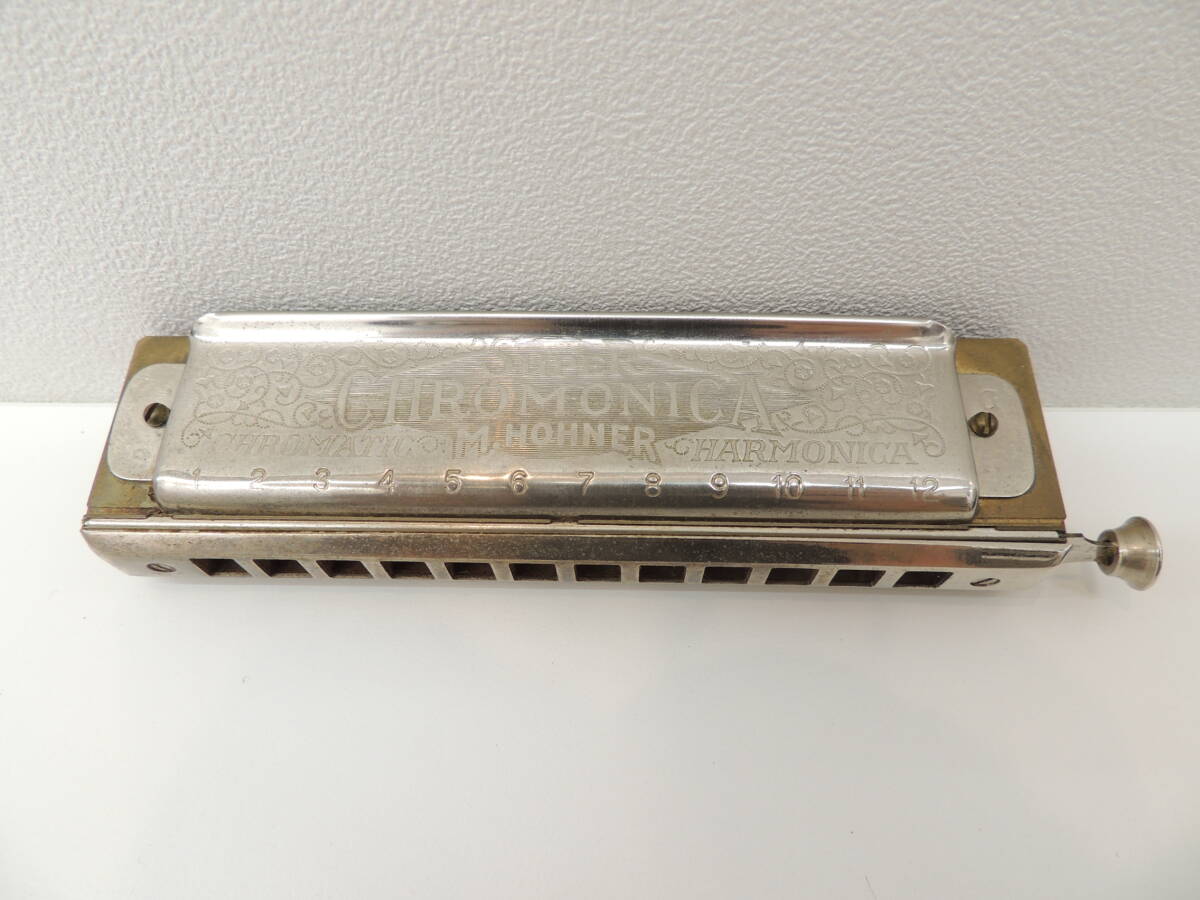 SUPER
CHROMONICA
CHROMATIC M. HOHNER HARMONICA
1 2 3 4 5 6 7 8 9 10 11 12
C